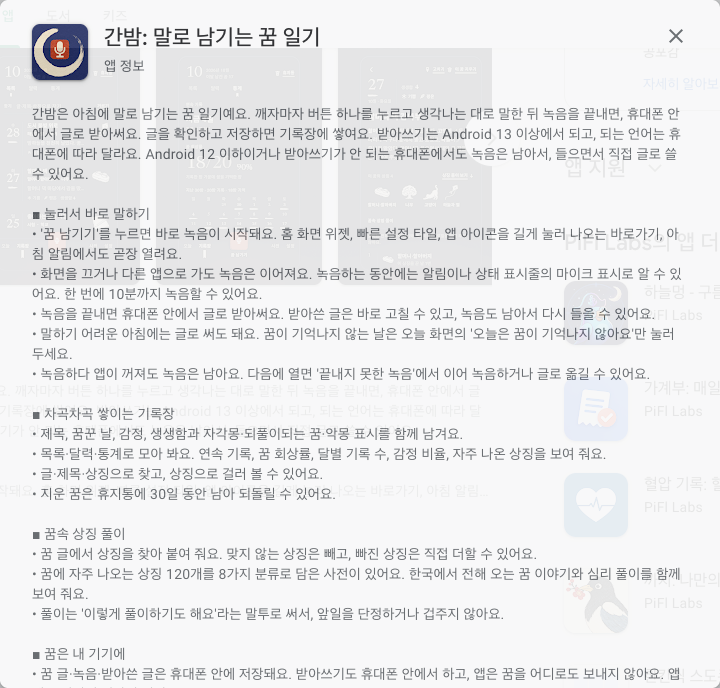 간밤: 말로 남기는 꿈 일기
앱 정보
간밤은 아침에 말로 남기는 꿈 일기예요. 깨자마자 버튼 하나를 누르고 생각나는 대로 말한 뒤 녹음을 끝내면, 휴대폰 안
에서 글로 받아써요. 글을 확인하고 저장하면 기록장에 쌓여요. 받아쓰기는 Android 13 이상에서 되고, 되는 언어는 휴
대폰에 따라 달라요. Android 12 이하이거나 받아쓰기가 안 되는 휴대폰에서도 녹음은 남아서, 들으면서 직접 글로 쓸
수 있어요.
■ 눌러서 바로 말하기
• '꿈 남기기'를 누르면 바로 녹음이 시작돼요. 홈 화면 위젯, 빠른 설정 타일, 앱 아이콘을 길게 눌러 나오는 바로가기, 아
침 알림에서도 곧장 열려요.
• 화면을 끄거나 다른 앱으로 가도 녹음은 이어져요. 녹음하는 동안에는 알림이나 상태 표시줄의 마이크 표시로 알 수 있
어요. 한 번에 10분까지 녹음할 수 있어요.
• 녹음을 끝내면 휴대폰 안에서 글로 받아써요. 받아쓴 글은 바로 고칠 수 있고, 녹음도 남아서 다시 들을 수 있어요.
• 말하기 어려운 아침에는 글로 써도 돼요. 꿈이 기억나지 않는 날은 오늘 화면의 '오늘은 꿈이 기억나지 않아요'만 눌러
두세요.
• 녹음하다 앱이 꺼져도 녹음은 남아요. 다음에 열면 '끝내지 못한 녹음'에서 이어 녹음하거나 글로 옮길 수 있어요.
■ 차곡차곡 쌓이는 기록장
• 제목, 꿈꾼 날, 감정, 생생함과 자각몽·되풀이되는 꿈·악몽 표시를 함께 남겨요.
• 목록·달력·통계로 모아 봐요. 연속 기록, 꿈 회상률, 달별 기록 수, 감정 비율, 자주 나온 상징을 보여 줘요.
• 글·제목·상징으로 찾고, 상징으로 걸러 볼 수 있어요.
• 지운 꿈은 휴지통에 30일 동안 남아 되돌릴 수 있어요.
■ 꿈속 상징 풀이
• 꿈 글에서 상징을 찾아 붙여 줘요. 맞지 않는 상징은 빼고, 빠진 상징은 직접 더할 수 있어요.
• 꿈에 자주 나오는 상징 120개를 8가지 분류로 담은 사전이 있어요. 한국에서 전해 오는 꿈 이야기와 심리 풀이를 함께
보여 줘요.
• 풀이는 '이렇게 풀이하기도 해요'라는 말투로 써서, 앞일을 단정하거나 겁주지 않아요.
■ 꿈은 내 기기에
• 꿈 글·녹음·받아쓴 글은 휴대폰 안에 저장돼요. 받아쓰기도 휴대폰 안에서 하고, 앱은 꿈을 어디로도 보내지 않아요. 앱